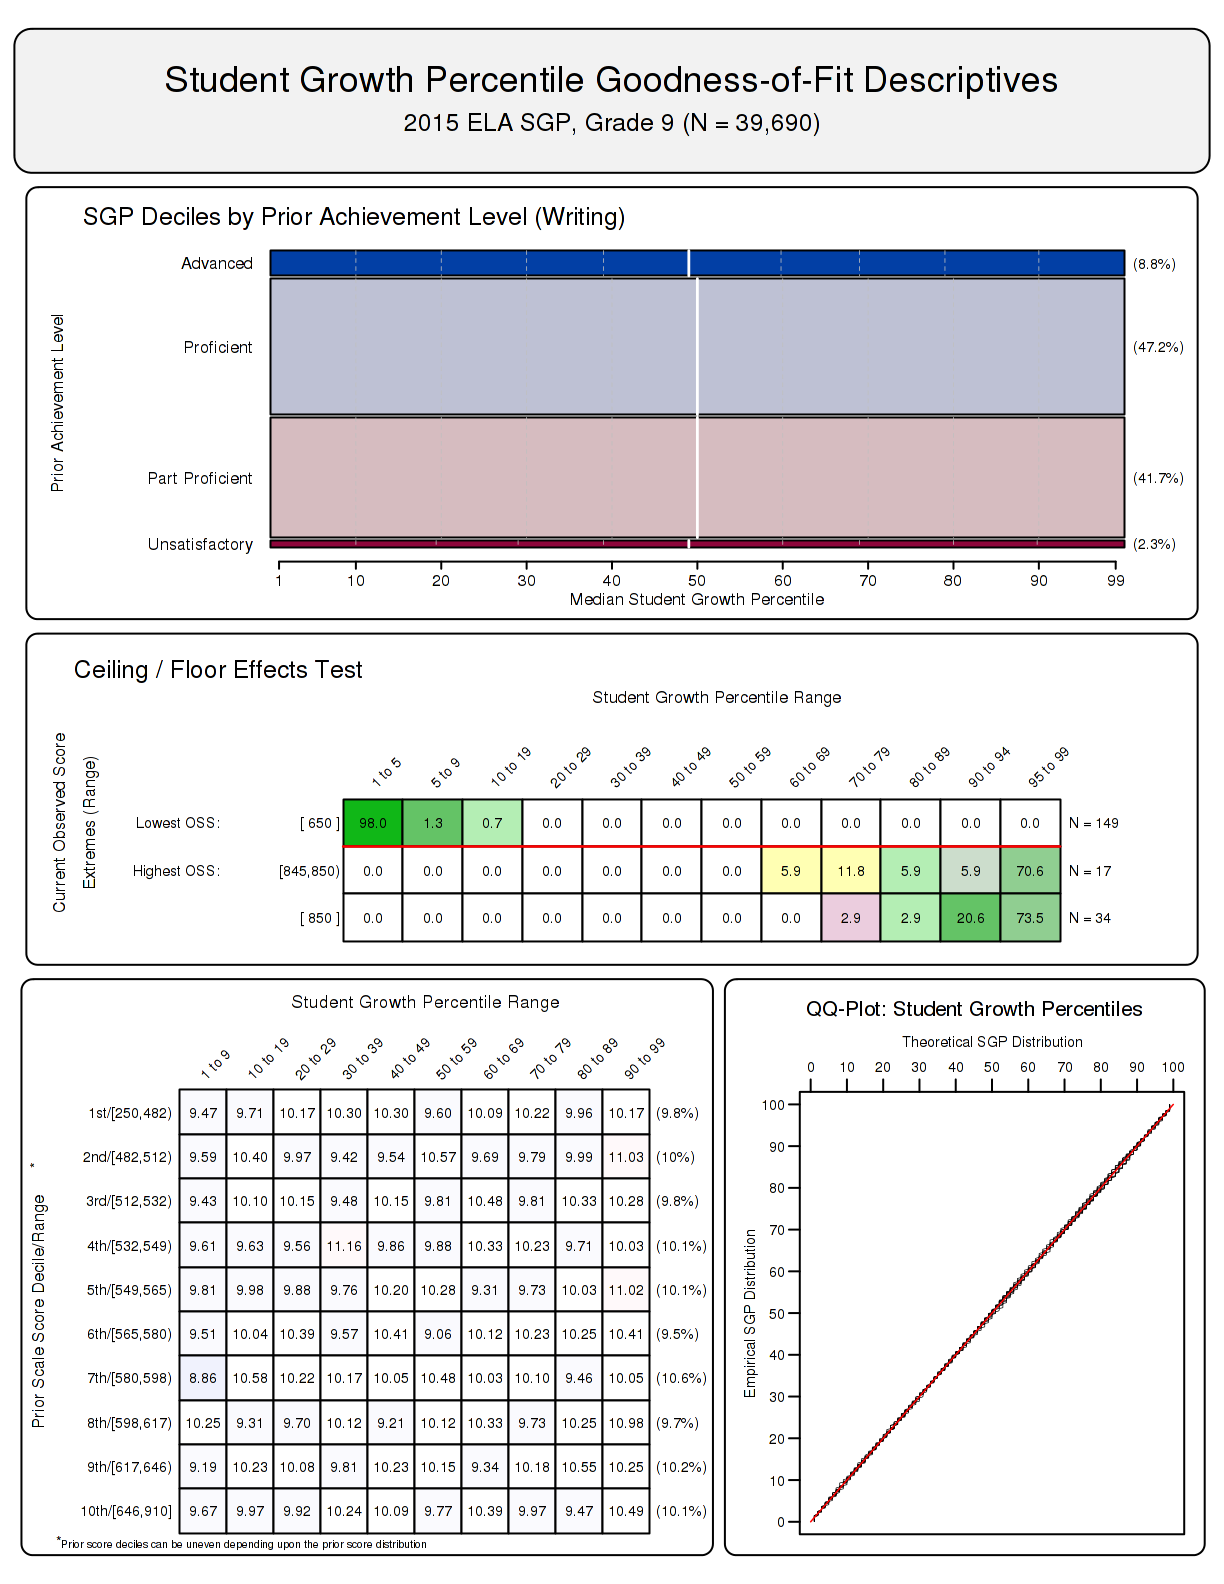 Student Growth Percentile Goodness-of-Fit Descriptives
2015 ELA SGP, Grade 9 (N = 39,690)
SGP Deciles by Prior Achievement Level (Writing)
Prior Achievement Level
Advanced (8.8%)
Proficient (47.2%)
Part Proficient (41.7%)
Unsatisfactory (2.3%)
1 10 20 30 40 50 60 70 80 90 99
Median Student Growth Percentile
Ceiling / Floor Effects Test
Student Growth Percentile Range
Current Observed Score
Extremes (Range)
1 to 5 5 to 9 10 to 19 20 to 29 30 to 39 40 to 49 50 to 59 60 to 69 70 to 79 80 to 89 90 to 94 95 to 99
Lowest OSS: [ 650 ] 98.0 1.3 0.7 0.0 0.0 0.0 0.0 0.0 0.0 0.0 0.0 0.0 N = 149
Highest OSS: [845,850) 0.0 0.0 0.0 0.0 0.0 0.0 0.0 5.9 11.8 5.9 5.9 70.6 N = 17
[ 850 ] 0.0 0.0 0.0 0.0 0.0 0.0 0.0 0.0 2.9 2.9 20.6 73.5 N = 34
Student Growth Percentile Range
Prior Scale Score Decile/Range *
1 to 9 10 to 19 20 to 29 30 to 39 40 to 49 50 to 59 60 to 69 70 to 79 80 to 89 90 to 99
1st/[250,482) 9.47 9.71 10.17 10.30 10.30 9.60 10.09 10.22 9.96 10.17 (9.8%)
2nd/[482,512) 9.59 10.40 9.97 9.42 9.54 10.57 9.69 9.79 9.99 11.03 (10%)
3rd/[512,532) 9.43 10.10 10.15 9.48 10.15 9.81 10.48 9.81 10.33 10.28 (9.8%)
4th/[532,549) 9.61 9.63 9.56 11.16 9.86 9.88 10.33 10.23 9.71 10.03 (10.1%)
5th/[549,565) 9.81 9.98 9.88 9.76 10.20 10.28 9.31 9.73 10.03 11.02 (10.1%)
6th/[565,580) 9.51 10.04 10.39 9.57 10.41 9.06 10.12 10.23 10.25 10.41 (9.5%)
7th/[580,598) 8.86 10.58 10.22 10.17 10.05 10.48 10.03 10.10 9.46 10.05 (10.6%)
8th/[598,617) 10.25 9.31 9.70 10.12 9.21 10.12 10.33 9.73 10.25 10.98 (9.7%)
9th/[617,646) 9.19 10.23 10.08 9.81 10.23 10.15 9.34 10.18 10.55 10.25 (10.2%)
10th/[646,910] 9.67 9.97 9.92 10.24 10.09 9.77 10.39 9.97 9.47 10.49 (10.1%)
*Prior score deciles can be uneven depending upon the prior score distribution
QQ-Plot: Student Growth Percentiles
Theoretical SGP Distribution
0 10 20 30 40 50 60 70 80 90 100
Empirical SGP Distribution
100
90
80
70
60
50
40
30
20
10
0